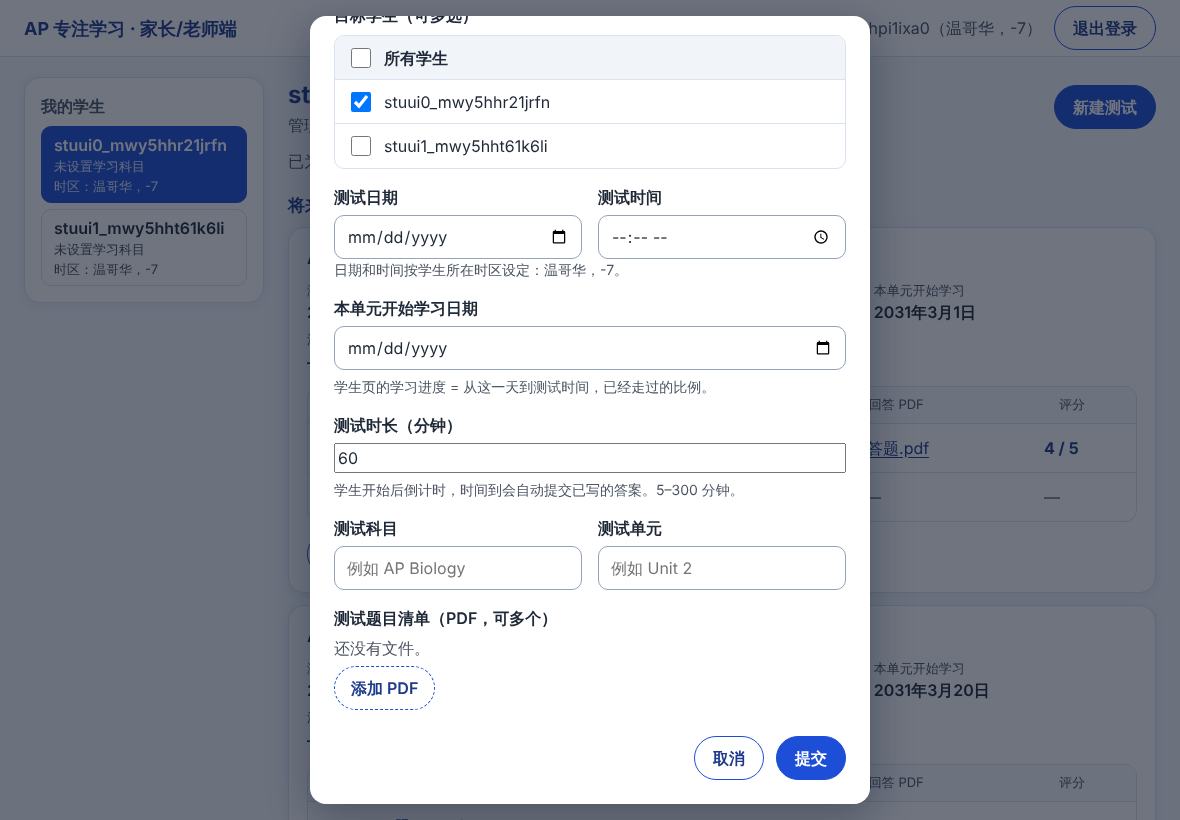 AP 专注学习 · 家长/老师端
hpi1ixa0（温哥华，-7）
退出登录
我的学生
stuui0_mwy5hhr21jrfn
未设置学习科目
时区：温哥华，-7
stuui1_mwy5hht61k6li
未设置学习科目
时区：温哥华，-7
新建测试
目标学生（可多选）
所有学生
stuui0_mwy5hhr21jrfn
stuui1_mwy5hht61k6li
测试日期
测试时间
mm/dd/yyyy
--:-- --
日期和时间按学生所在时区设定：温哥华，-7。
本单元开始学习日期
mm/dd/yyyy
学生页的学习进度 = 从这一天到测试时间，已经走过的比例。
测试时长（分钟）
60
学生开始后倒计时，时间到会自动提交已写的答案。5–300 分钟。
测试科目
测试单元
例如 AP Biology
例如 Unit 2
测试题目清单（PDF，可多个）
还没有文件。
添加 PDF
取消
提交
本单元开始学习
2031年3月1日
回答 PDF
评分
答题.pdf
4 / 5
—
—
本单元开始学习
2031年3月20日
回答 PDF
评分